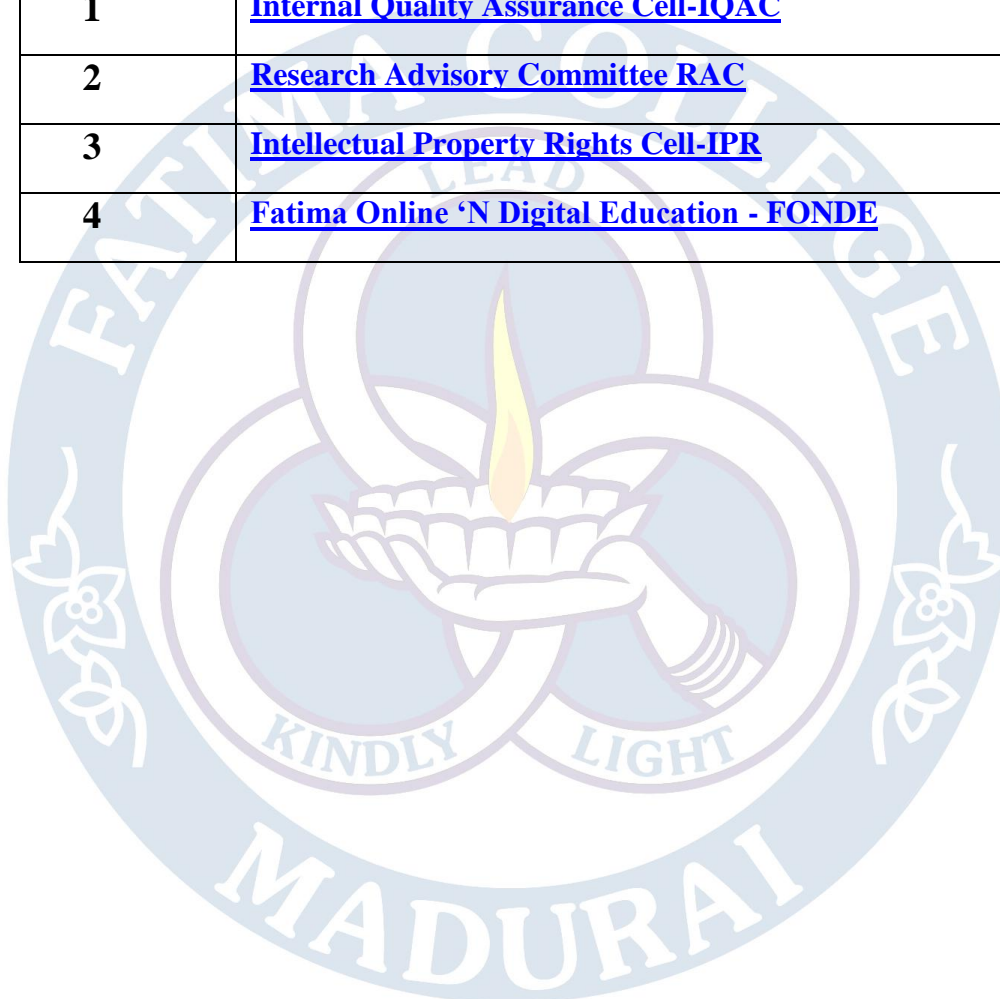 1 Internal Quality Assurance Cell-IQAC
2 Research Advisory Committee RAC
3 Intellectual Property Rights Cell-IPR
4 Fatima Online ‘N Digital Education - FONDE
FATIMA COLLEGE
LEAD
KINDLY LIGHT
MADURAI